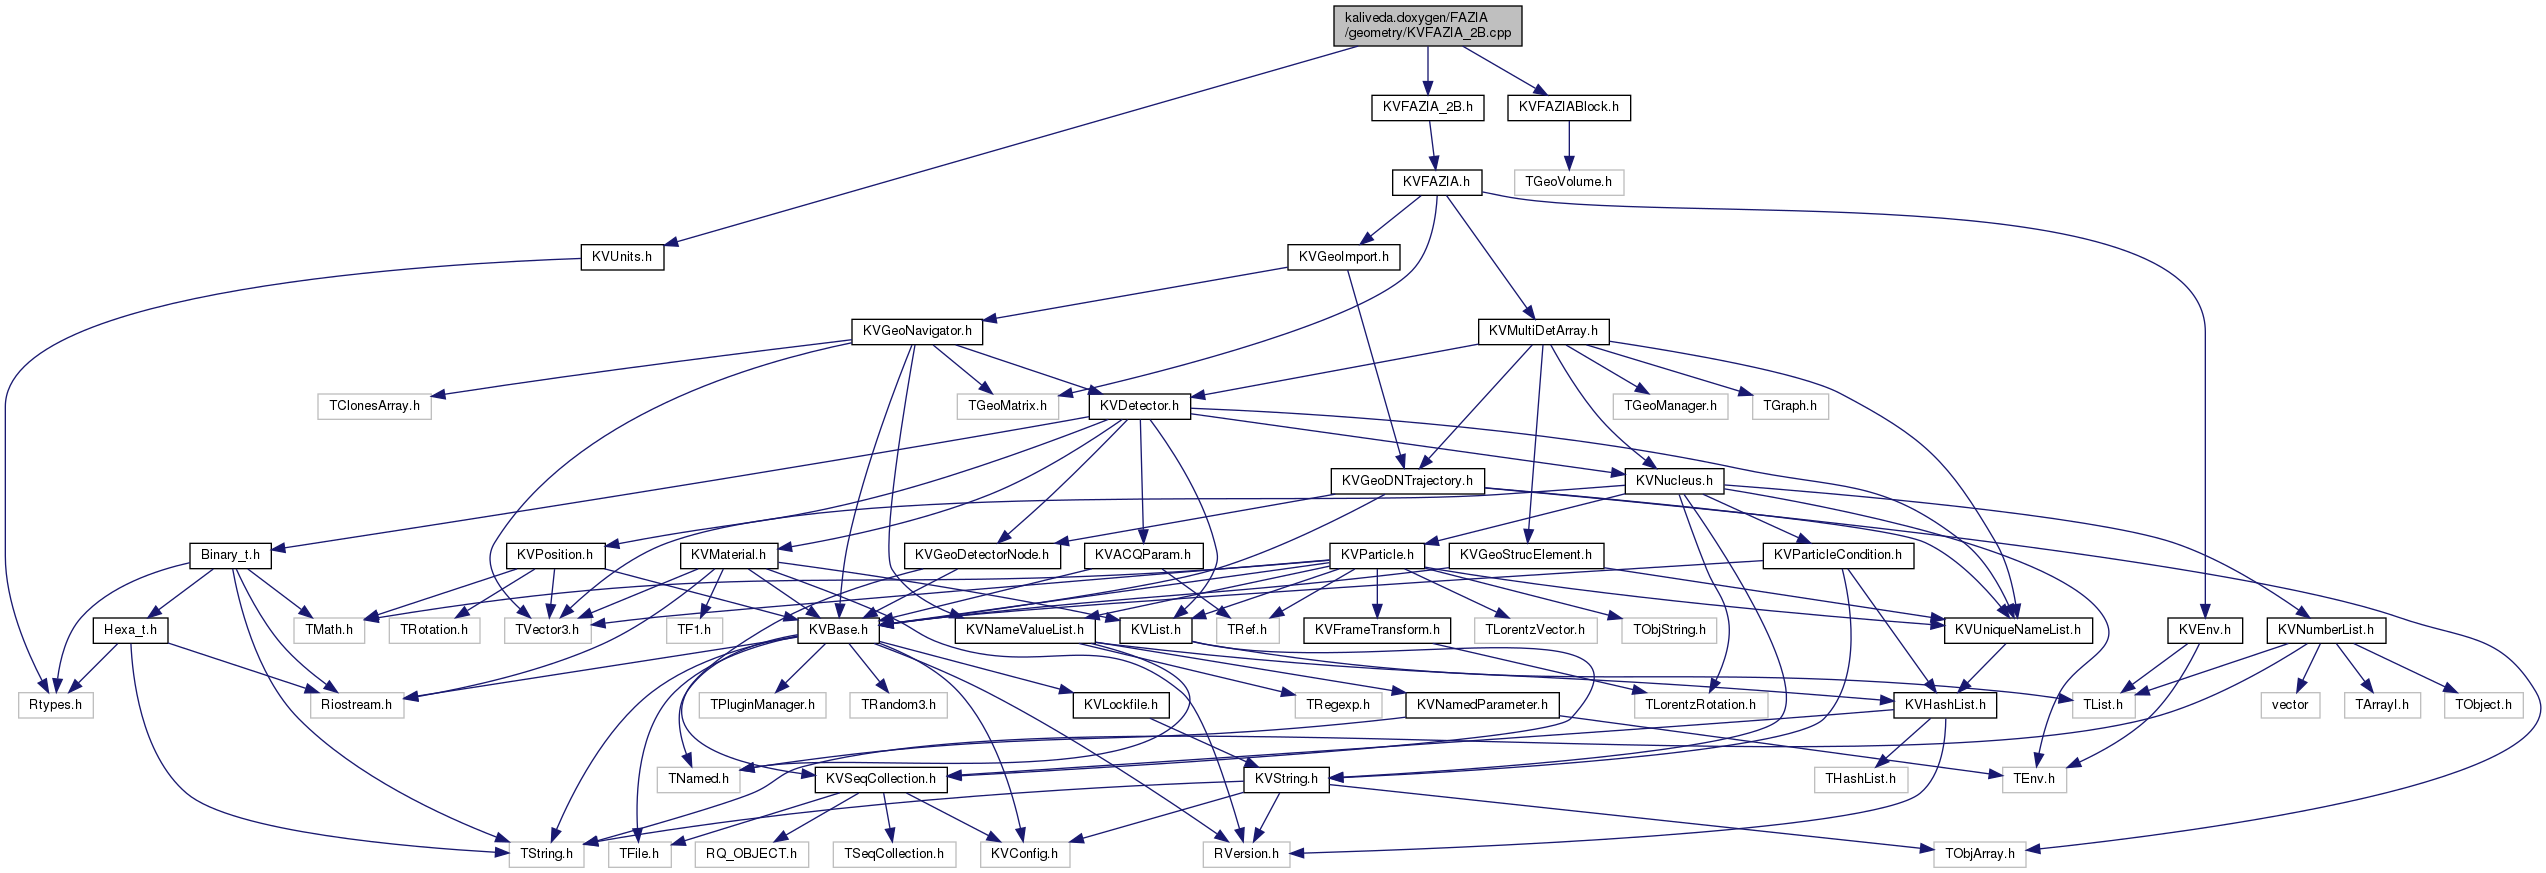 kaliveda.doxygen/FAZIA
/geometry/KVFAZIA_2B.cpp
KVFAZIA_2B.h
KVFAZIABlock.h
KVFAZIA.h
TGeoVolume.h
KVUnits.h
KVGeoImport.h
KVGeoNavigator.h
KVMultiDetArray.h
TClonesArray.h
TGeoMatrix.h
KVDetector.h
TGeoManager.h
TGraph.h
KVGeoDNTrajectory.h
KVNucleus.h
Binary_t.h
KVPosition.h
KVMaterial.h
KVGeoDetectorNode.h
KVACQParam.h
KVParticle.h
KVGeoStrucElement.h
KVParticleCondition.h
Hexa_t.h
TMath.h
TRotation.h
TVector3.h
TF1.h
KVBase.h
KVNameValueList.h
KVList.h
TRef.h
KVFrameTransform.h
TLorentzVector.h
TObjString.h
KVUniqueNameList.h
KVEnv.h
KVNumberList.h
Rtypes.h
Riostream.h
TPluginManager.h
TRandom3.h
KVLockfile.h
TRegexp.h
KVNamedParameter.h
TLorentzRotation.h
KVHashList.h
TList.h
vector
TArrayI.h
TObject.h
TNamed.h
KVSeqCollection.h
KVString.h
THashList.h
TEnv.h
TString.h
TFile.h
RQ_OBJECT.h
TSeqCollection.h
KVConfig.h
RVersion.h
TObjArray.h